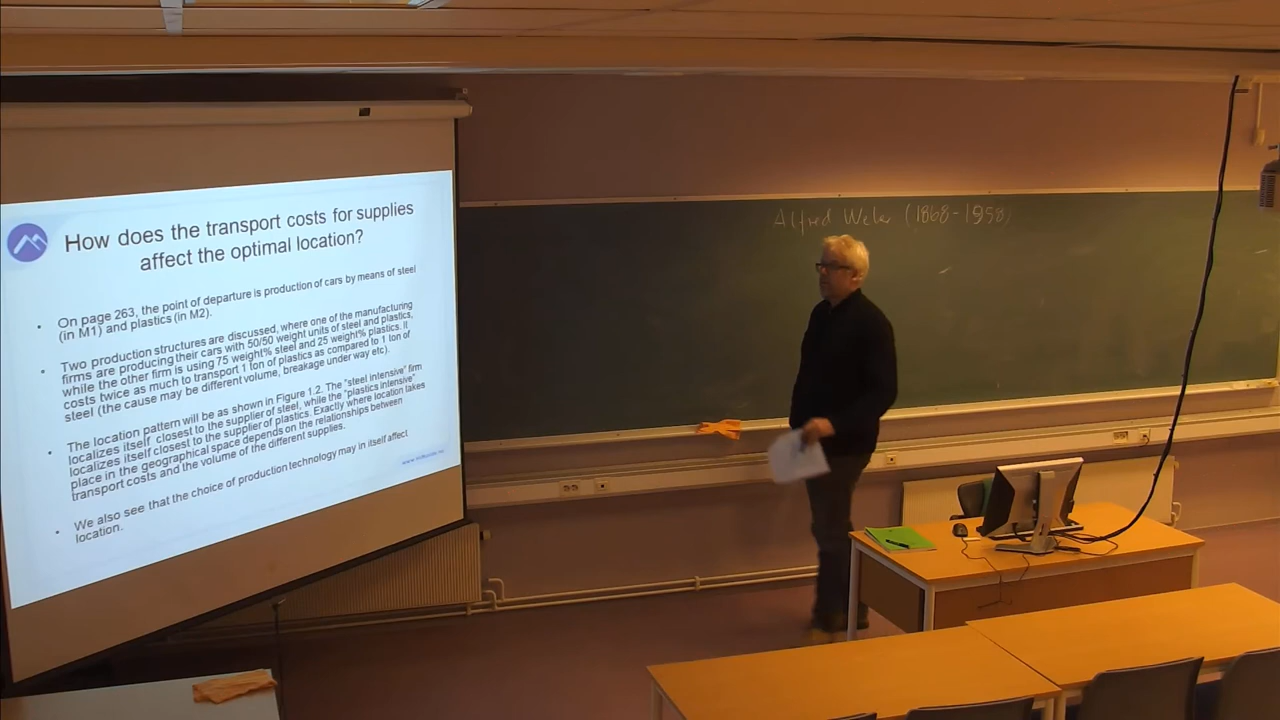 How does the transport costs for supplies
affect the optimal location?
• On page 263, the point of departure is production of cars by means of steel
(in M1) and plastics (in M2).
• Two production structures are discussed, where one of the manufacturing
firms are producing their cars with 50/50 weight units of steel and plastics,
while the other firm is using 75 weight% steel and 25 weight% plastics. It
costs twice as much to transport 1 ton of plastics as compared to 1 ton of
steel (the cause may be different volume, breakage under way etc).
• The location pattern will be as shown in Figure 1.2. The "steel intensive" firm
localizes itself closest to the supplier of steel, while the "plastics intensive"
localizes itself closest to the supplier of plastics. Exactly where location takes
place in the geographical space depends on the relationships between
transport costs and the volume of the different supplies.
• We also see that the choice of production technology may in itself affect
location.
Alfred Weber (1868-1958)